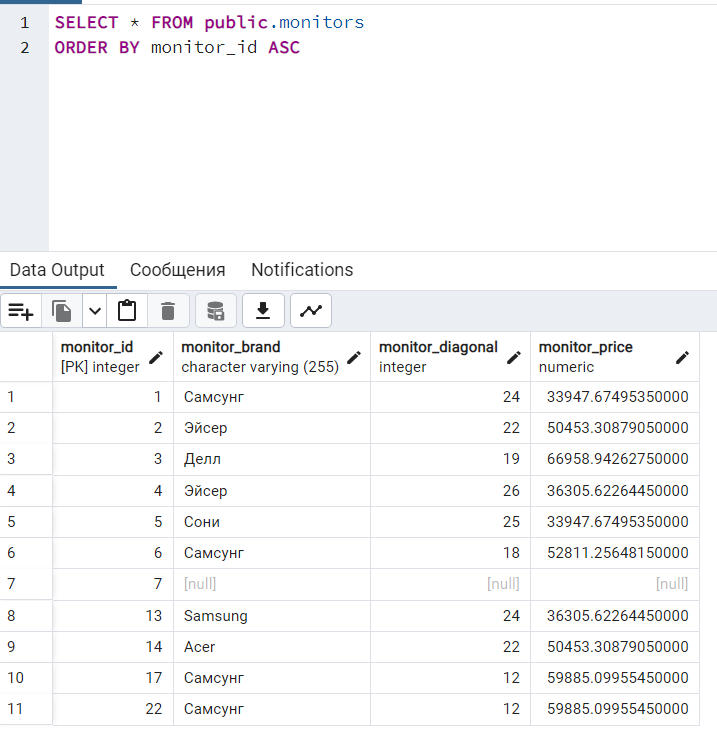 1 SELECT * FROM public.monitors
2 ORDER BY monitor_id ASC
Data Output Сообщения Notifications
monitor_id monitor_brand monitor_diagonal monitor_price
[PK] integer character varying (255) integer numeric
1 1 Самсунг 24 33947.67495350000
2 2 Эйсер 22 50453.30879050000
3 3 Делл 19 66958.94262750000
4 4 Эйсер 26 36305.62264450000
5 5 Сони 25 33947.67495350000
6 6 Самсунг 18 52811.25648150000
7 7 [null] [null] [null]
8 13 Samsung 24 36305.62264450000
9 14 Acer 22 50453.30879050000
10 17 Самсунг 12 59885.09955450000
11 22 Самсунг 12 59885.09955450000